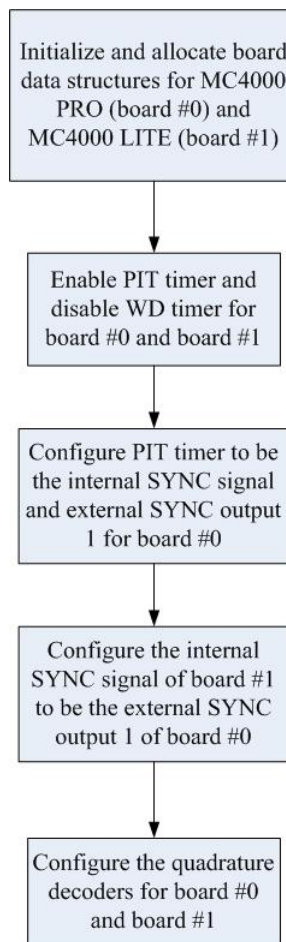 Initialize and allocate board
data structures for MC4000
PRO (board #0) and
MC4000 LITE (board #1)
Enable PIT timer and
disable WD timer for
board #0 and board #1
Configure PIT timer to be
the internal SYNC signal
and external SYNC output
1 for board #0
Configure the internal
SYNC signal of board #1
to be the external SYNC
output 1 of board #0
Configure the quadrature
decoders for board #0
and board #1